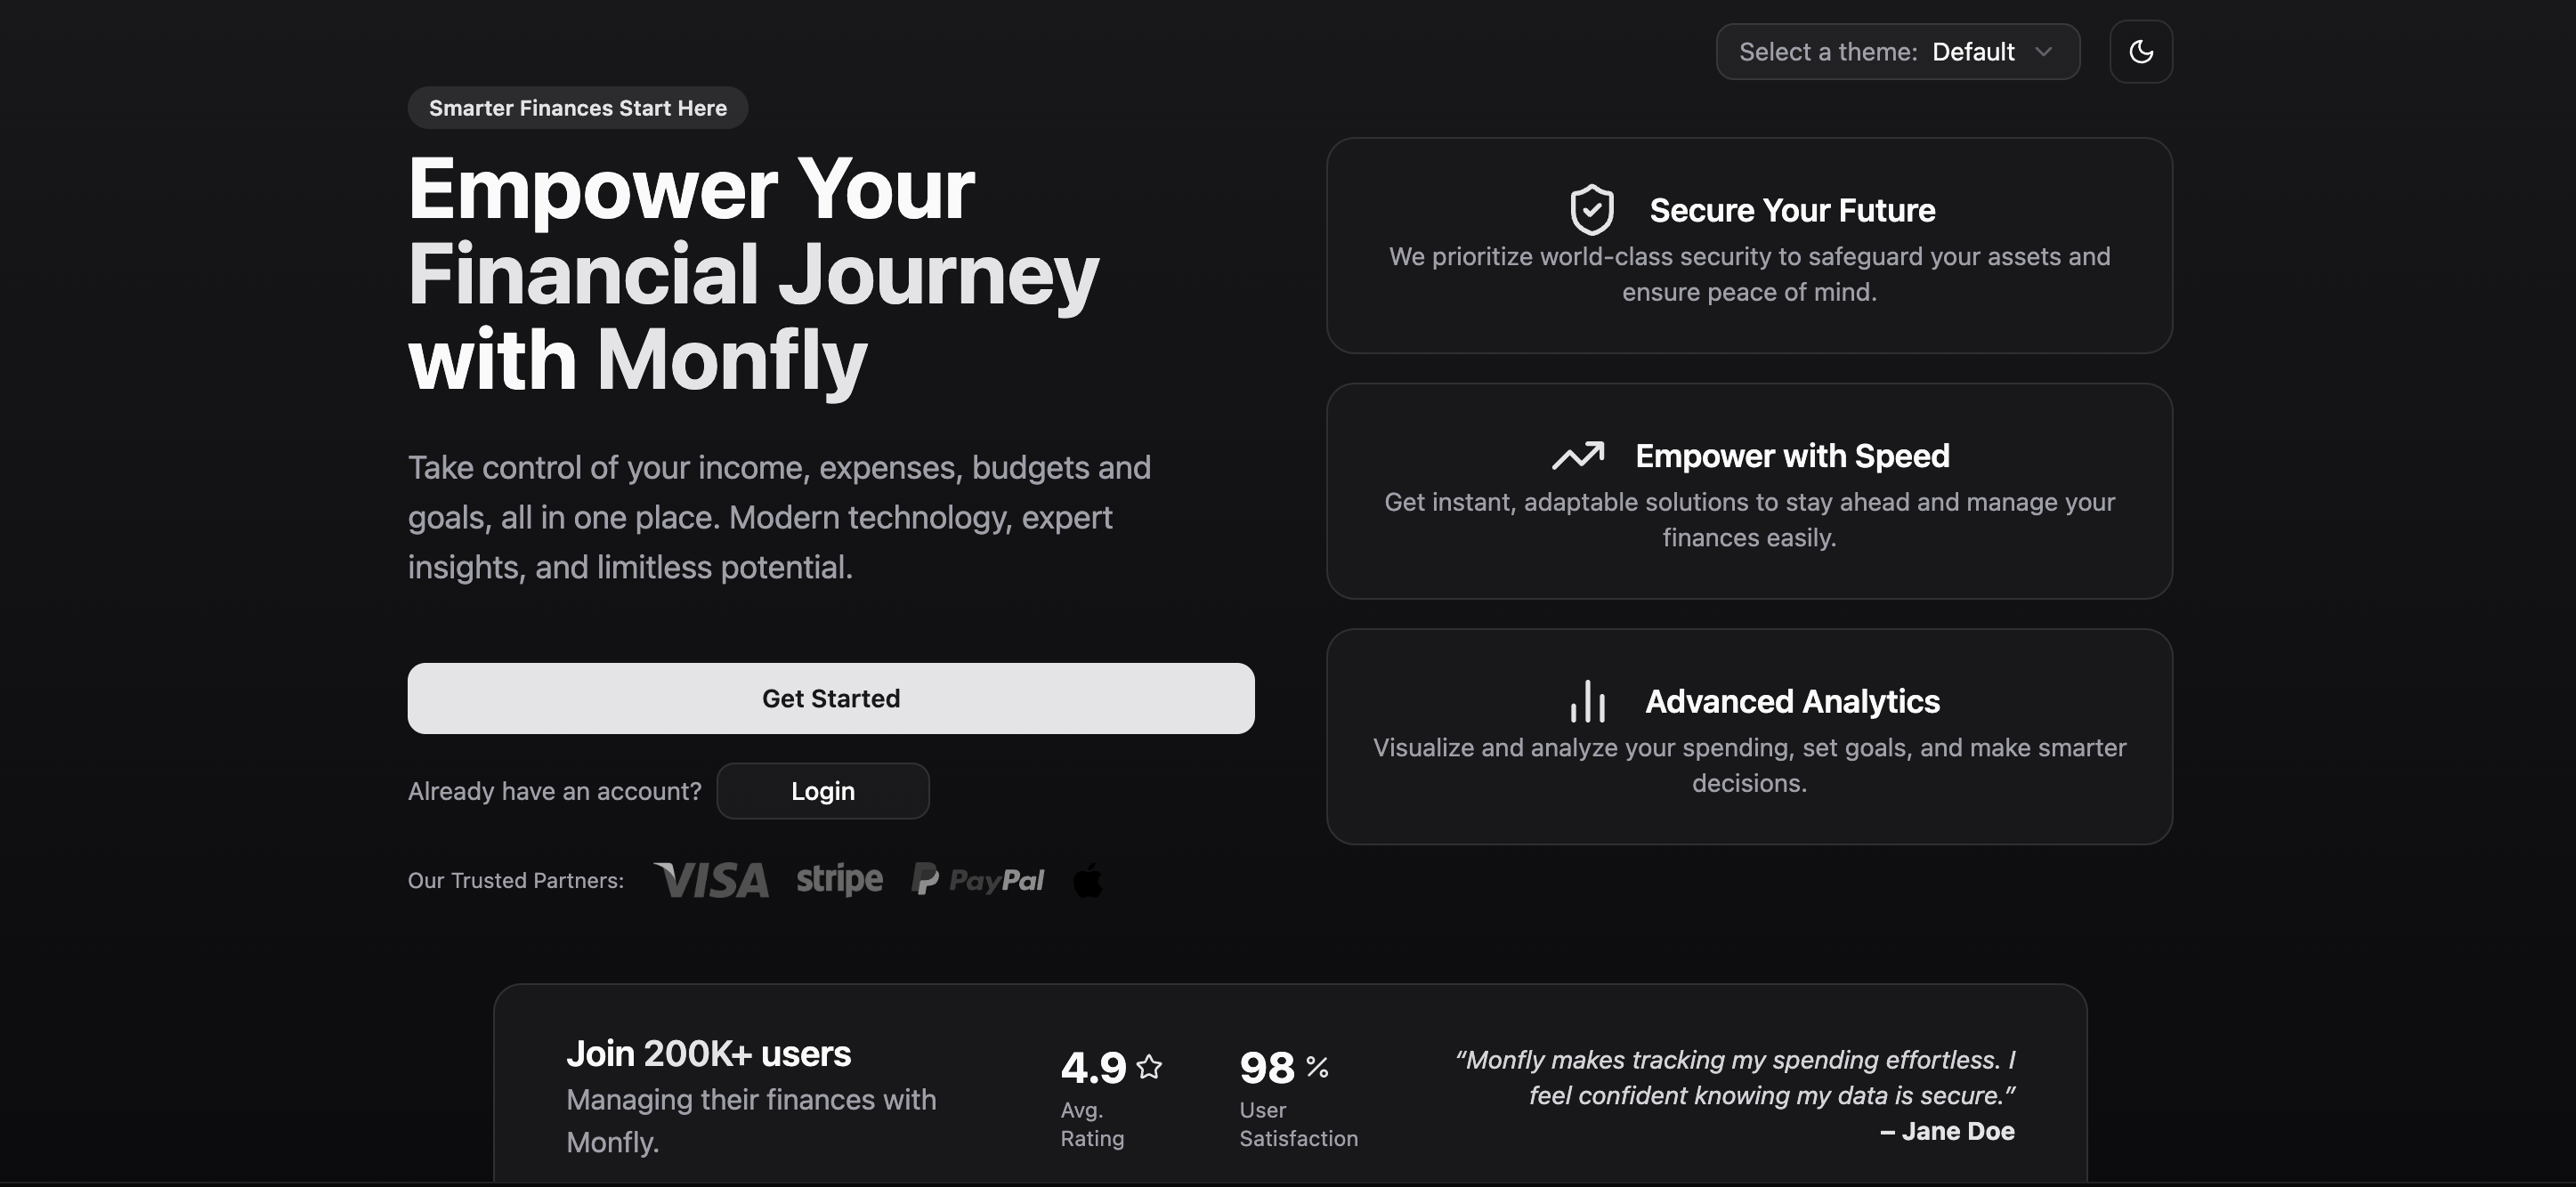 Select a theme: Default
Smarter Finances Start Here
Empower Your
Financial Journey
with Monfly
Take control of your income, expenses, budgets and
goals, all in one place. Modern technology, expert
insights, and limitless potential.
Get Started
Already have an account? Login
Our Trusted Partners: VISA stripe PayPal
Secure Your Future
We prioritize world-class security to safeguard your assets and
ensure peace of mind.
Empower with Speed
Get instant, adaptable solutions to stay ahead and manage your
finances easily.
Advanced Analytics
Visualize and analyze your spending, set goals, and make smarter
decisions.
Join 200K+ users
Managing their finances with
Monfly.
4.9
Avg.
Rating
98 %
User
Satisfaction
“Monfly makes tracking my spending effortless. I
feel confident knowing my data is secure.”
– Jane Doe